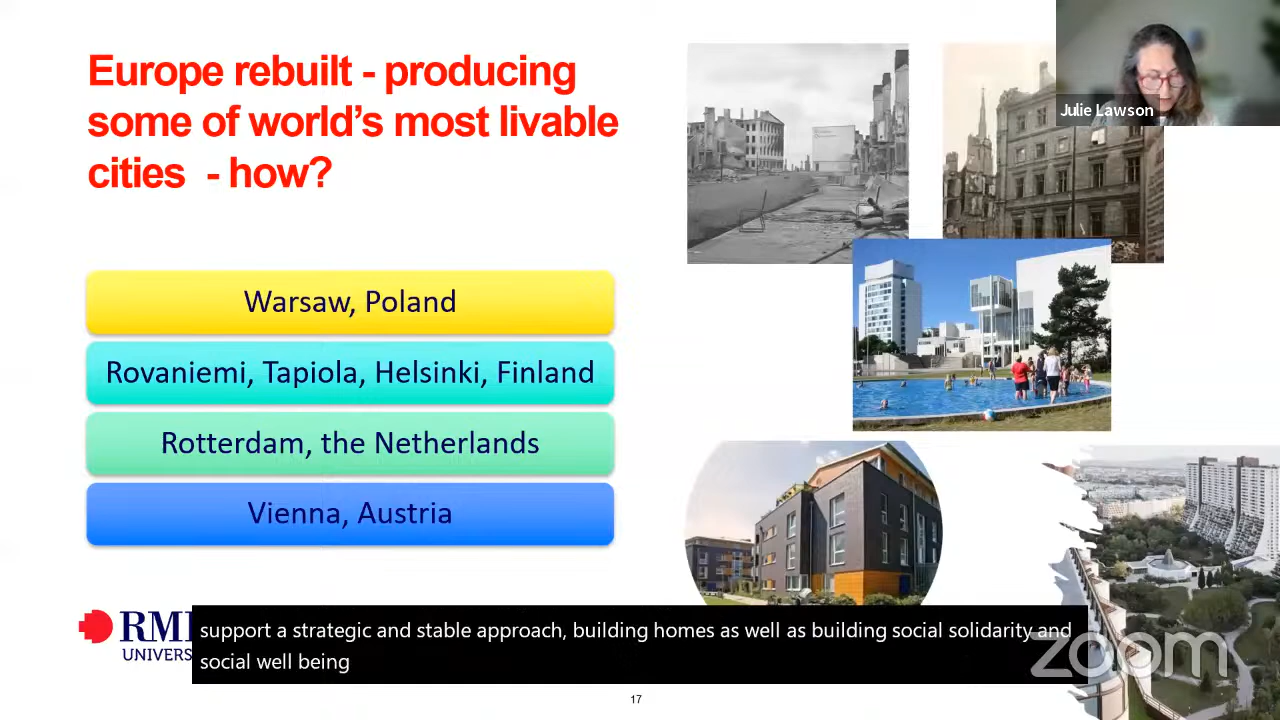 Europe rebuilt - producing
some of world's most livable
cities - how?
Julie Lawson
Warsaw, Poland
Rovaniemi, Tapiola, Helsinki, Finland
Rotterdam, the Netherlands
Vienna, Austria
RMI
UNIVERS
support a strategic and stable approach, building homes as well as building social solidarity and
social well being
zoom
17